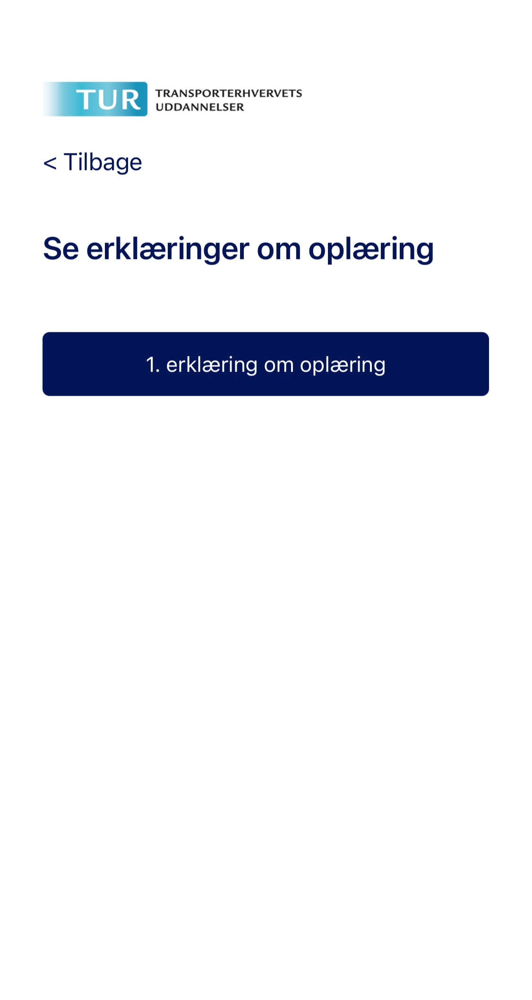 TUR
TRANSPORTERHVERVETS
UDDANNELSER
< Tilbage
Se erklæringer om oplæring
1. erklæring om oplæring